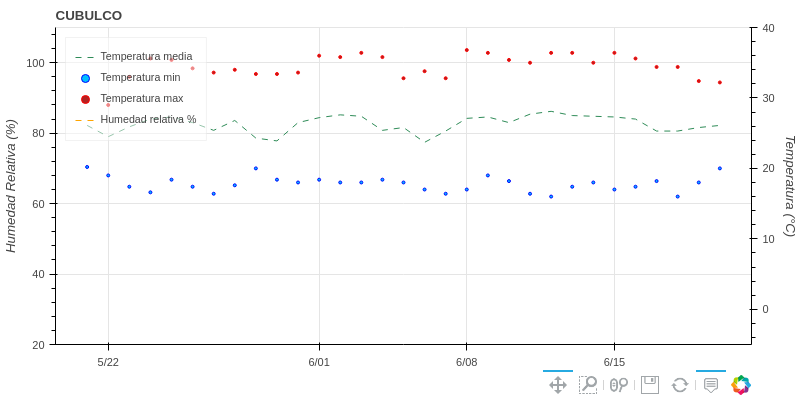 CUBULCO
Temperatura media
Temperatura min
Temperatura max
Humedad relativa %
Humedad Relativa (%)
100
80
60
40
20
40
30
20
10
0
Temperatura (°C)
5/22
6/01
6/08
6/15